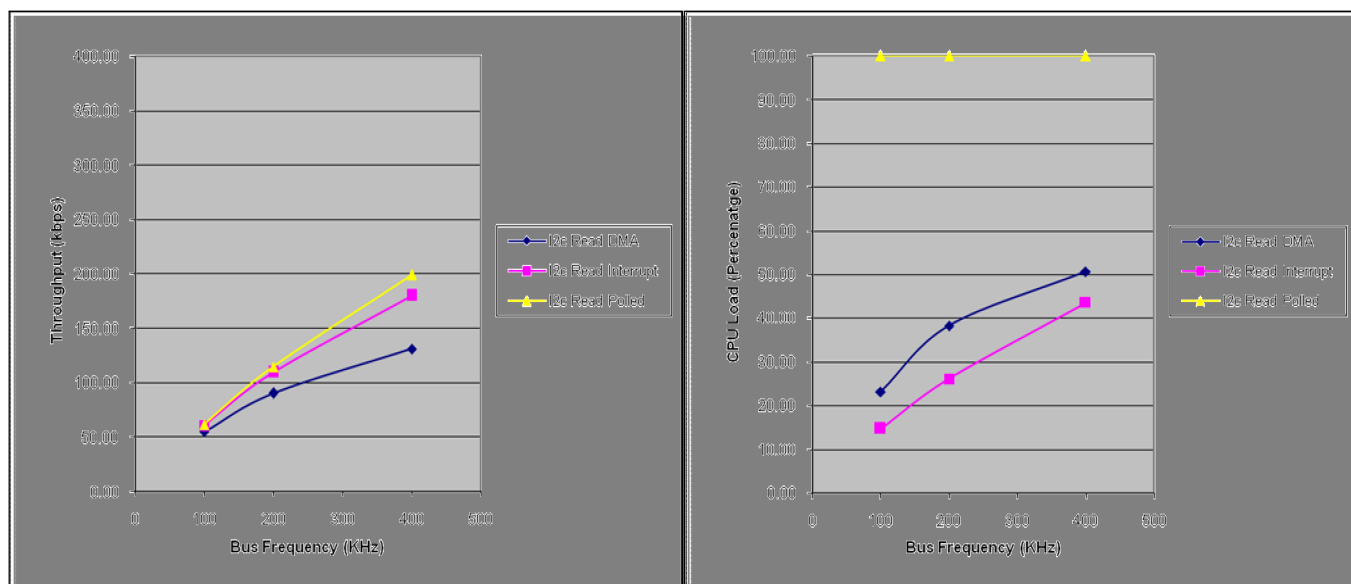 400.00
350.00
300.00
250.00
200.00
150.00
100.00
50.00
0.00
Throughput (kbps)
0 100 200 300 400 500
Bus Frequency (KHz)
I2c Read DMA
I2c Read Interrupt
I2c Read Polled
100.00
90.00
80.00
70.00
60.00
50.00
40.00
30.00
20.00
10.00
0.00
CPU Load (Percenatge)
0 100 200 300 400 500
Bus Frequency (KHz)
I2c Read DMA
I2c Read Interrupt
I2c Read Polled